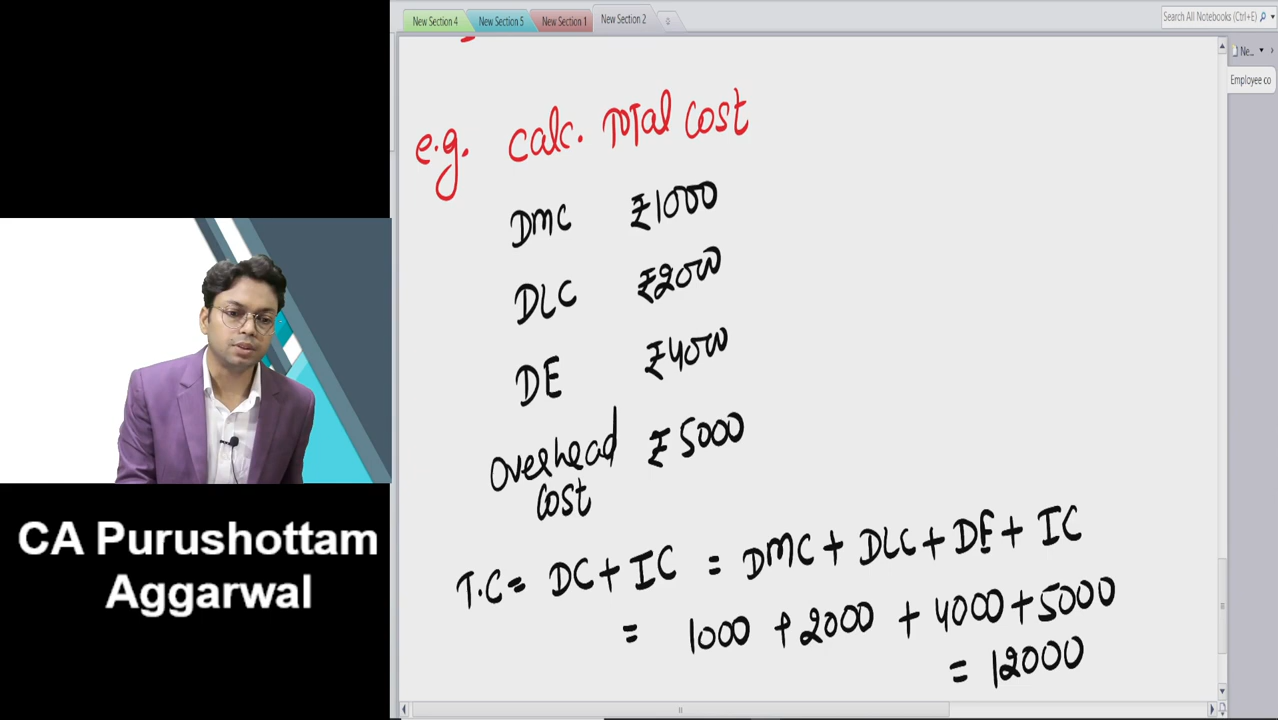 New Section 4
New Section 5
New Section 1
New Section 2
Search All Notebooks (Ctrl+E)
Ne...
Employee co
e.g. calc. Total cost
DMC ₹1000
DLC ₹2000
DE ₹4000
Overhead cost ₹5000
T.C = DC + IC = DMC + DLC + DE + IC
= 1000 + 2000 + 4000 + 5000
= 12000
CA Purushottam
Aggarwal